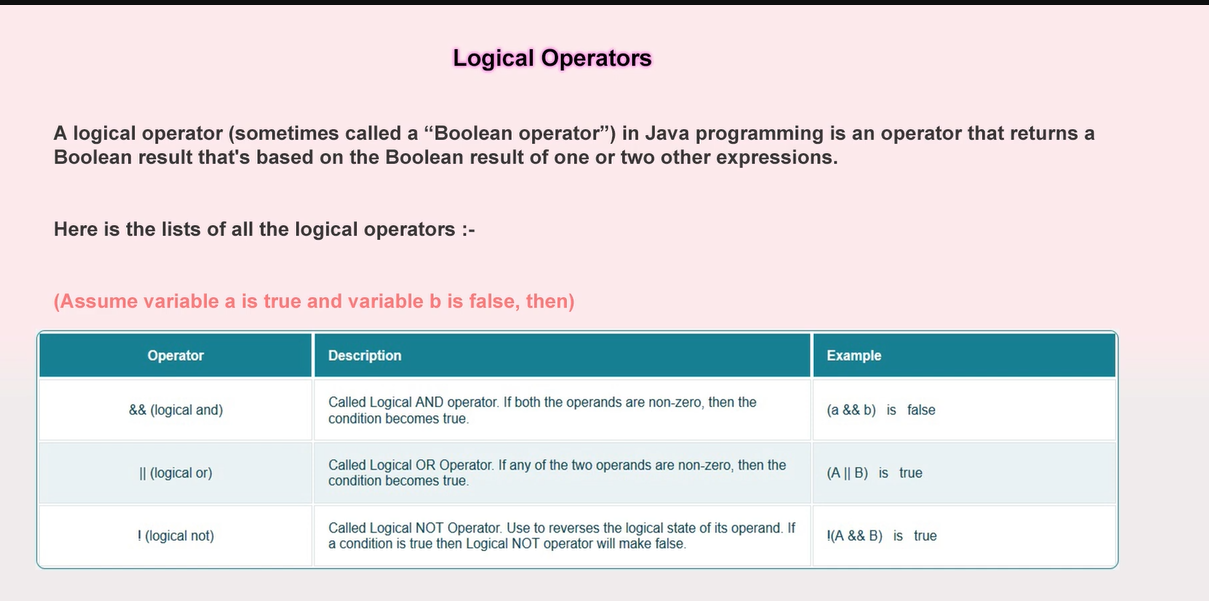 Logical Operators
A logical operator (sometimes called a “Boolean operator”) in Java programming is an operator that returns a
Boolean result that's based on the Boolean result of one or two other expressions.
Here is the lists of all the logical operators :-
(Assume variable a is true and variable b is false, then)
Operator Description Example
&& (logical and)
Called Logical AND operator. If both the operands are non-zero, then the
condition becomes true.
(a && b) is false
|| (logical or)
Called Logical OR Operator. If any of the two operands are non-zero, then the
condition becomes true.
(A || B) is true
! (logical not)
Called Logical NOT Operator. Use to reverses the logical state of its operand. If
a condition is true then Logical NOT operator will make false.
!(A && B) is true